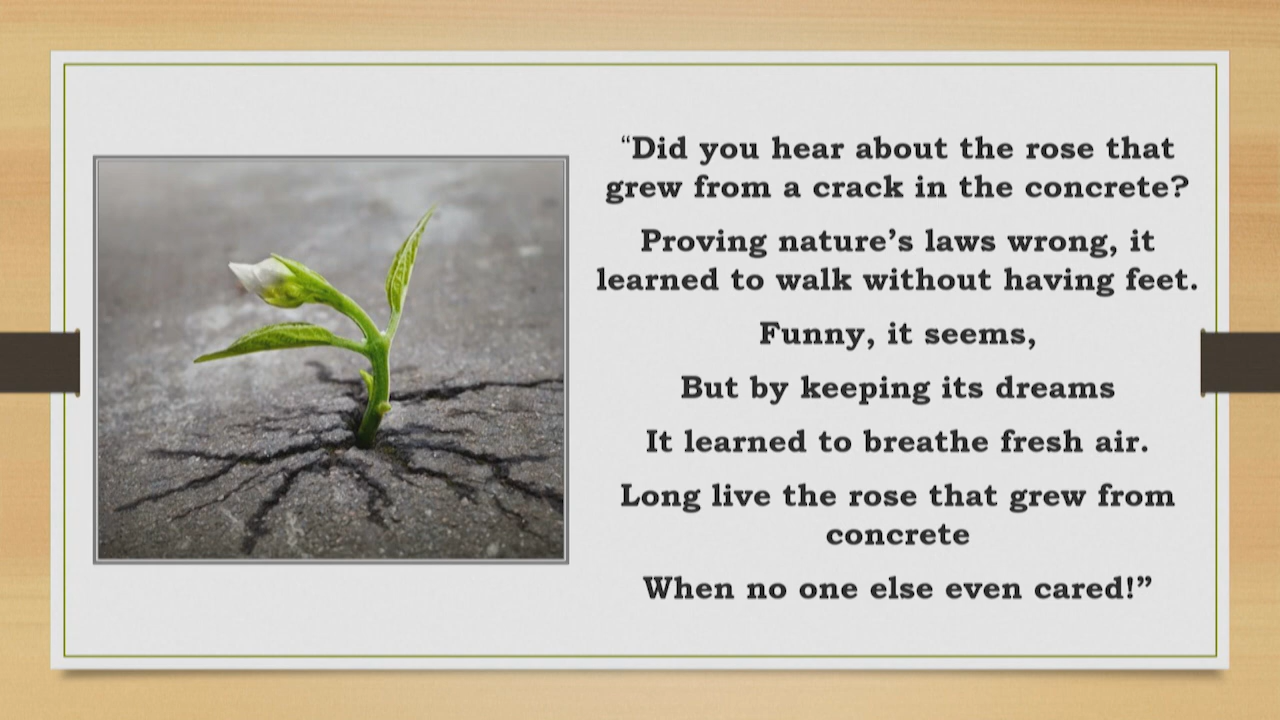 “Did you hear about the rose that
grew from a crack in the concrete?
Proving nature’s laws wrong, it
learned to walk without having feet.
Funny, it seems,
But by keeping its dreams
It learned to breathe fresh air.
Long live the rose that grew from
concrete
When no one else even cared!”